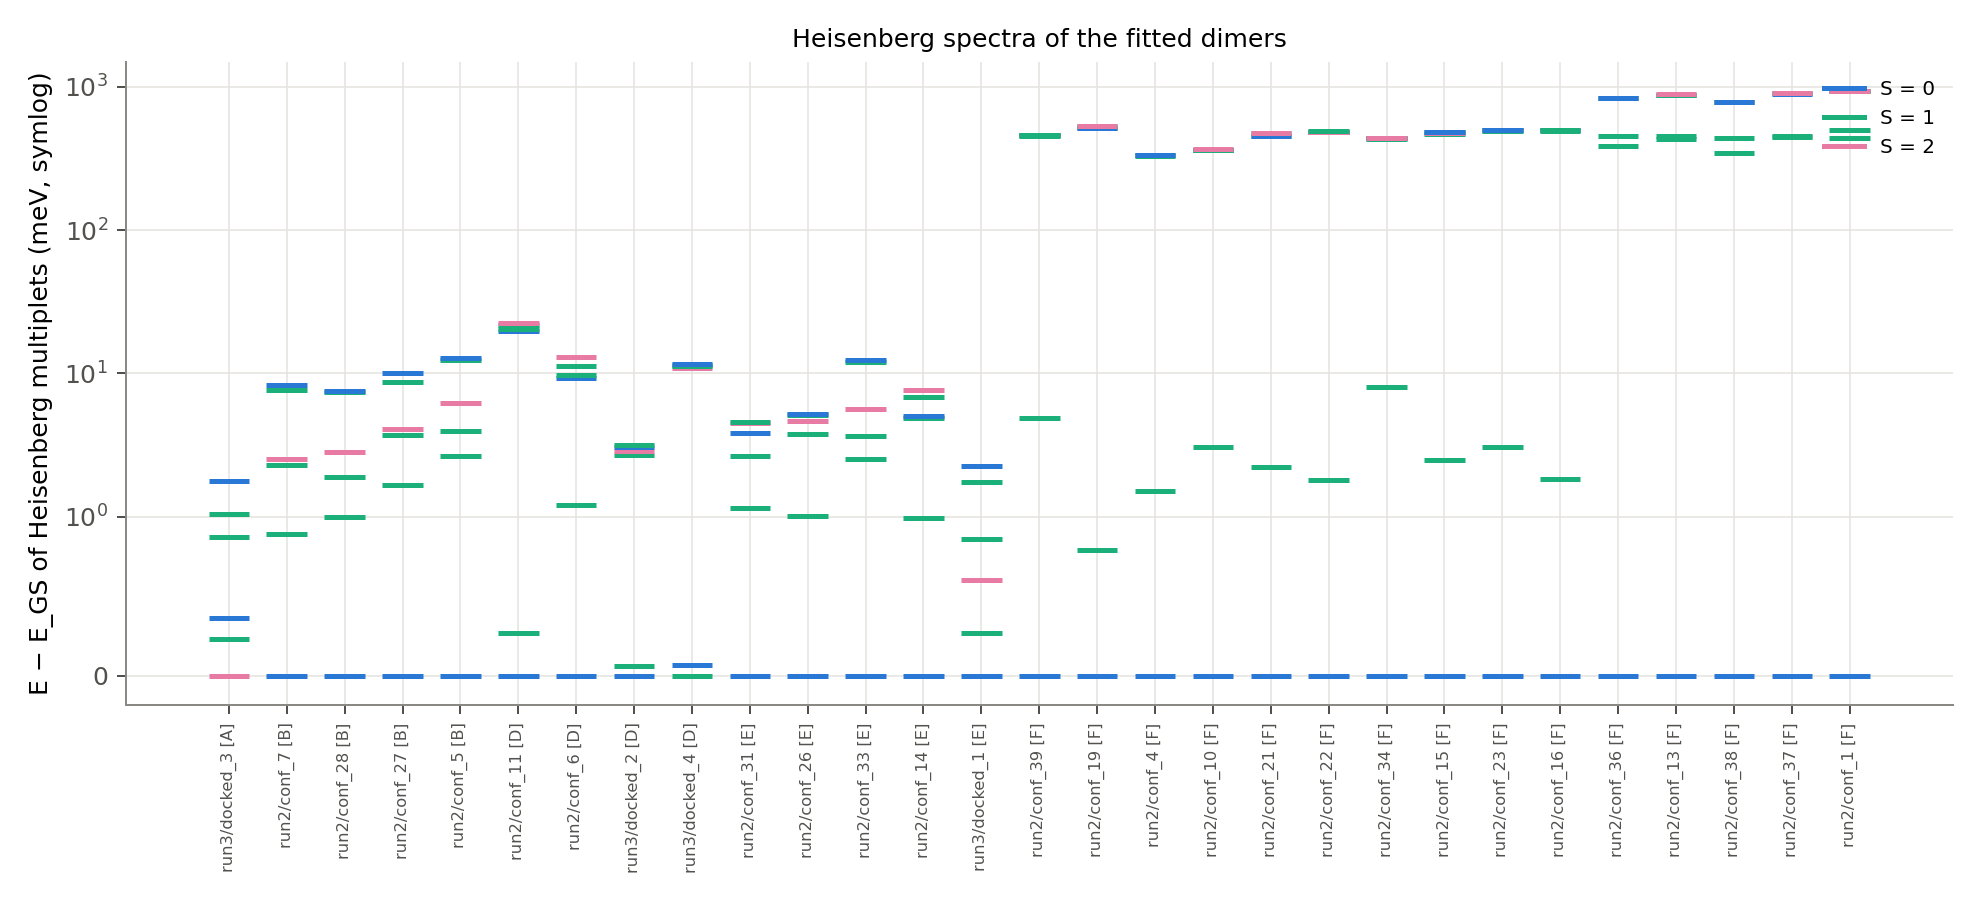 Heisenberg spectra of the fitted dimers
E − E_GS of Heisenberg multiplets (meV, symlog)
10³
10²
10¹
10⁰
0
S = 0
S = 1
S = 2
run3/docked_3 [A]
run2/conf_7 [B]
run2/conf_28 [B]
run2/conf_27 [B]
run2/conf_5 [B]
run2/conf_11 [D]
run2/conf_6 [D]
run3/docked_2 [D]
run3/docked_4 [D]
run2/conf_31 [E]
run2/conf_26 [E]
run2/conf_33 [E]
run2/conf_14 [E]
run3/docked_1 [E]
run2/conf_39 [F]
run2/conf_19 [F]
run2/conf_4 [F]
run2/conf_10 [F]
run2/conf_21 [F]
run2/conf_22 [F]
run2/conf_34 [F]
run2/conf_15 [F]
run2/conf_23 [F]
run2/conf_16 [F]
run2/conf_36 [F]
run2/conf_13 [F]
run2/conf_38 [F]
run2/conf_37 [F]
run2/conf_1 [F]